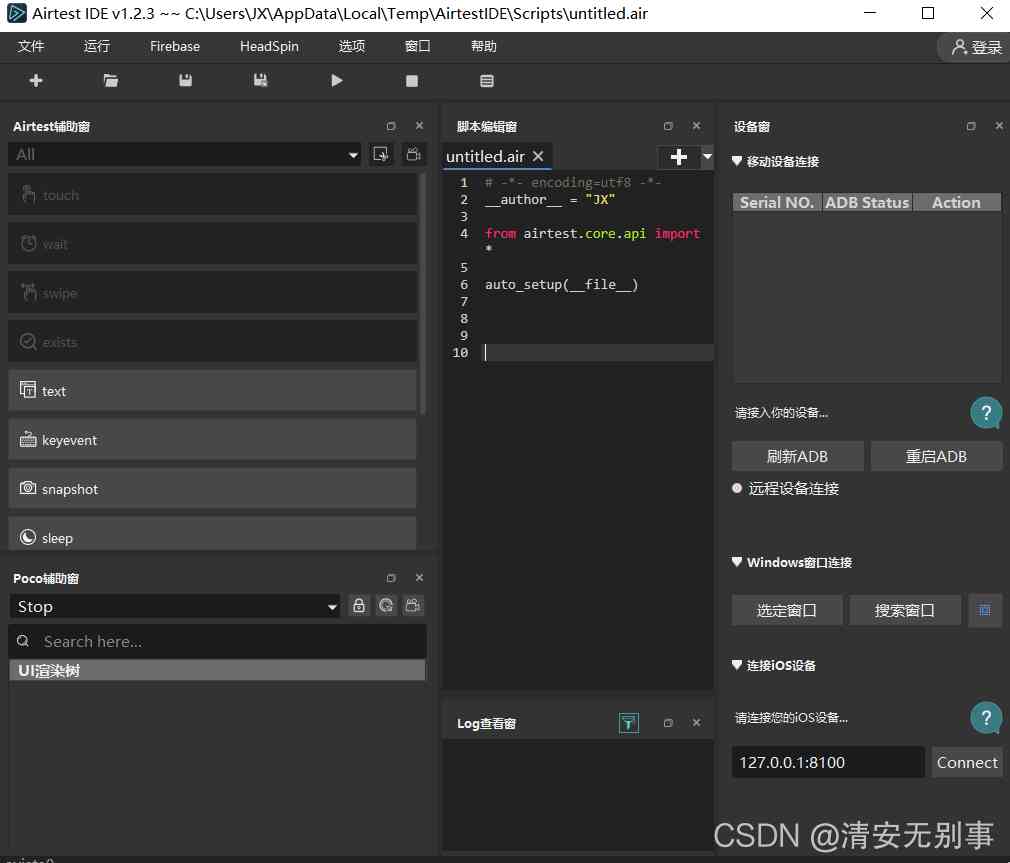 Airtest IDE v1.2.3 ~~ C:\Users\JX\AppData\Local\Temp\AirtestIDE\Scripts\untitled.air
文件 运行 Firebase HeadSpin 选项 窗口 帮助 登录
Airtest辅助窗
All
touch
wait
swipe
exists
text
keyevent
snapshot
sleep
Poco辅助窗
Stop
Search here...
UI渲染树
脚本编辑窗
untitled.air
1 # -*- encoding=utf8 -*-
2 __author__ = "JX"
3
4 from airtest.core.api import
*
5
6 auto_setup(__file__)
7
8
9
10
Log查看窗
设备窗
移动设备连接
Serial NO. ADB Status Action
请接入你的设备...
?
刷新ADB 重启ADB
远程设备连接
Windows窗口连接
选定窗口 搜索窗口
连接iOS设备
请连接您的iOS设备...
?
127.0.0.1:8100 Connect
CSDN @清安无别事